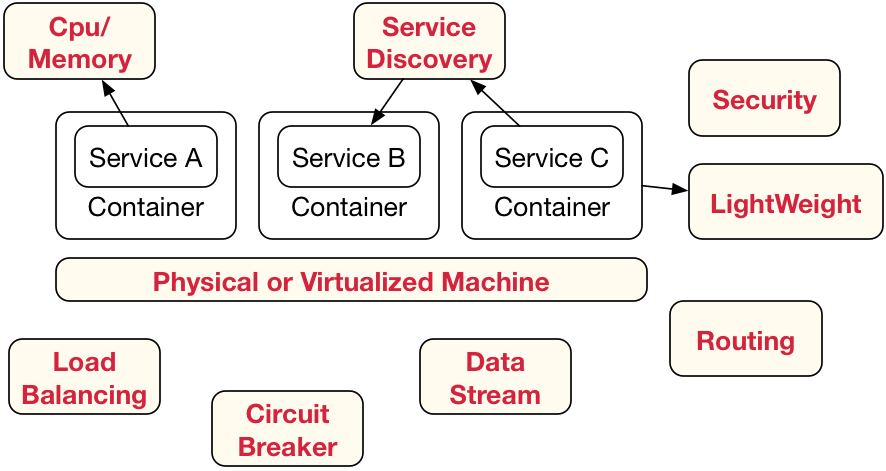 Cpu/
Memory
Service
Discovery
Security
Service A
Container
Service B
Container
Service C
Container
LightWeight
Physical or Virtualized Machine
Routing
Load
Balancing
Data
Stream
Circuit
Breaker